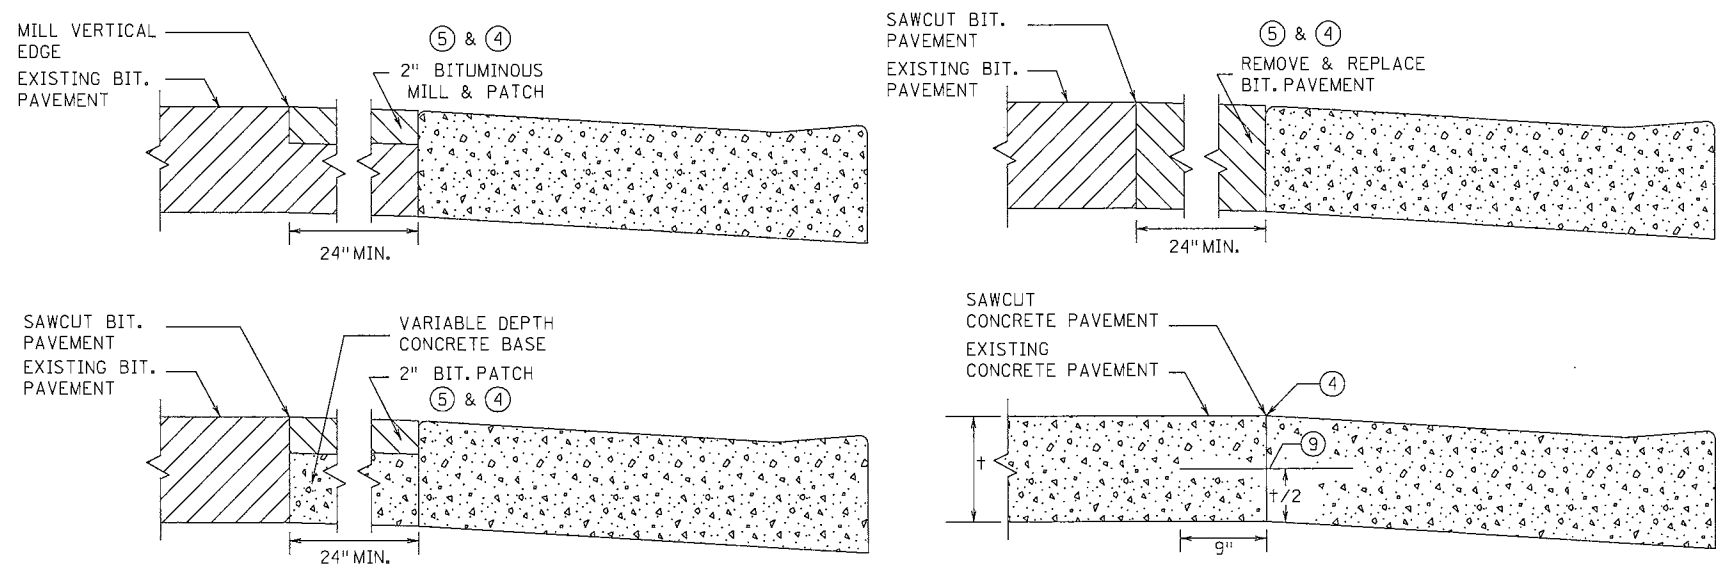 MILL VERTICAL
EDGE
EXISTING BIT.
PAVEMENT
5 & 4
2" BITUMINOUS
MILL & PATCH
24" MIN.
SAWCUT BIT.
PAVEMENT
EXISTING BIT.
PAVEMENT
5 & 4
REMOVE & REPLACE
BIT. PAVEMENT
24" MIN.
SAWCUT BIT.
PAVEMENT
EXISTING BIT.
PAVEMENT
VARIABLE DEPTH
CONCRETE BASE
2" BIT. PATCH
5 & 4
24" MIN.
SAWCUT
CONCRETE PAVEMENT
EXISTING
CONCRETE PAVEMENT
4
9
t
t/2
9"